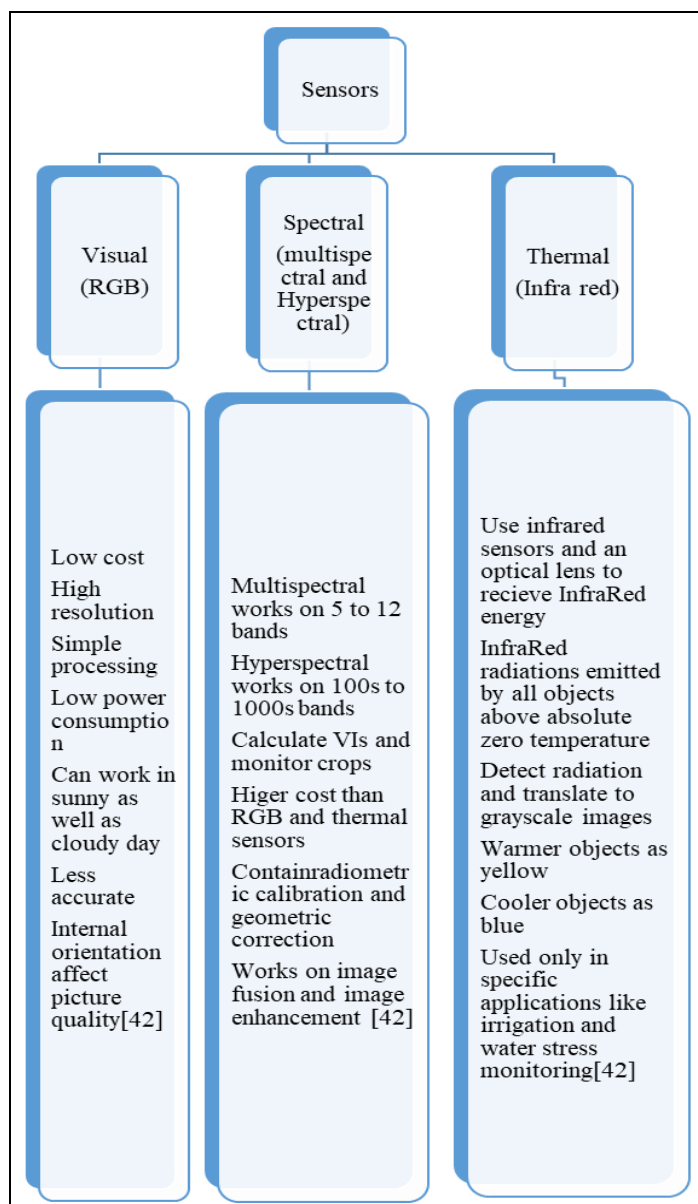 Sensors
Visual
(RGB)
Spectral
(multispe
ctral and
Hyperspe
ctral)
Thermal
(Infra red)
Low cost
High
resolution
Simple
processing
Low power
consumptio
n
Can work in
sunny as
well as
cloudy day
Less
accurate
Internal
orientation
affect
picture
quality[42]
Multispectral
works on 5 to 12
bands
Hyperspectral
works on 100s to
1000s bands
Calculate VIs and
monitor crops
Higer cost than
RGB and thermal
sensors
Containradiometr
ic calibration and
geometric
correction
Works on image
fusion and image
enhancement [42]
Use infrared
sensors and an
optical lens to
recieve InfraRed
energy
InfraRed
radiations emitted
by all objects
above absolute
zero temperature
Detect radiation
and translate to
grayscale images
Warmer objects as
yellow
Cooler objects as
blue
Used only in
specific
applications like
irrigation and
water stress
monitoring[42]